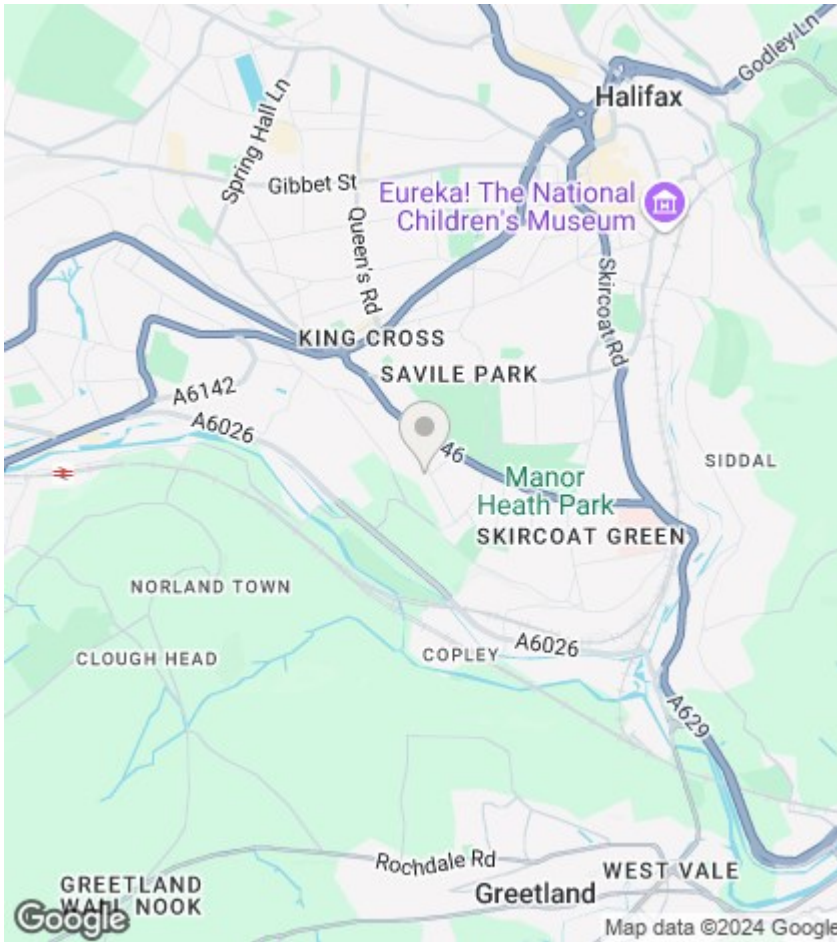 Godley Ln
Halifax
Spring Hall Ln
Gibbet St
Eureka! The National
Children's Museum
Queen's Rd
Skircoat Rd
KING CROSS
SAVILE PARK
A6142
A6026
46
SIDDAL
Manor
Heath Park
SKIRCOAT GREEN
NORLAND TOWN
A6026
COPLEY
CLOUGH HEAD
A629
Rochdale Rd
WEST VALE
GREETLAND
WALL NOOK
Greetland
Google
Map data ©2024 Google